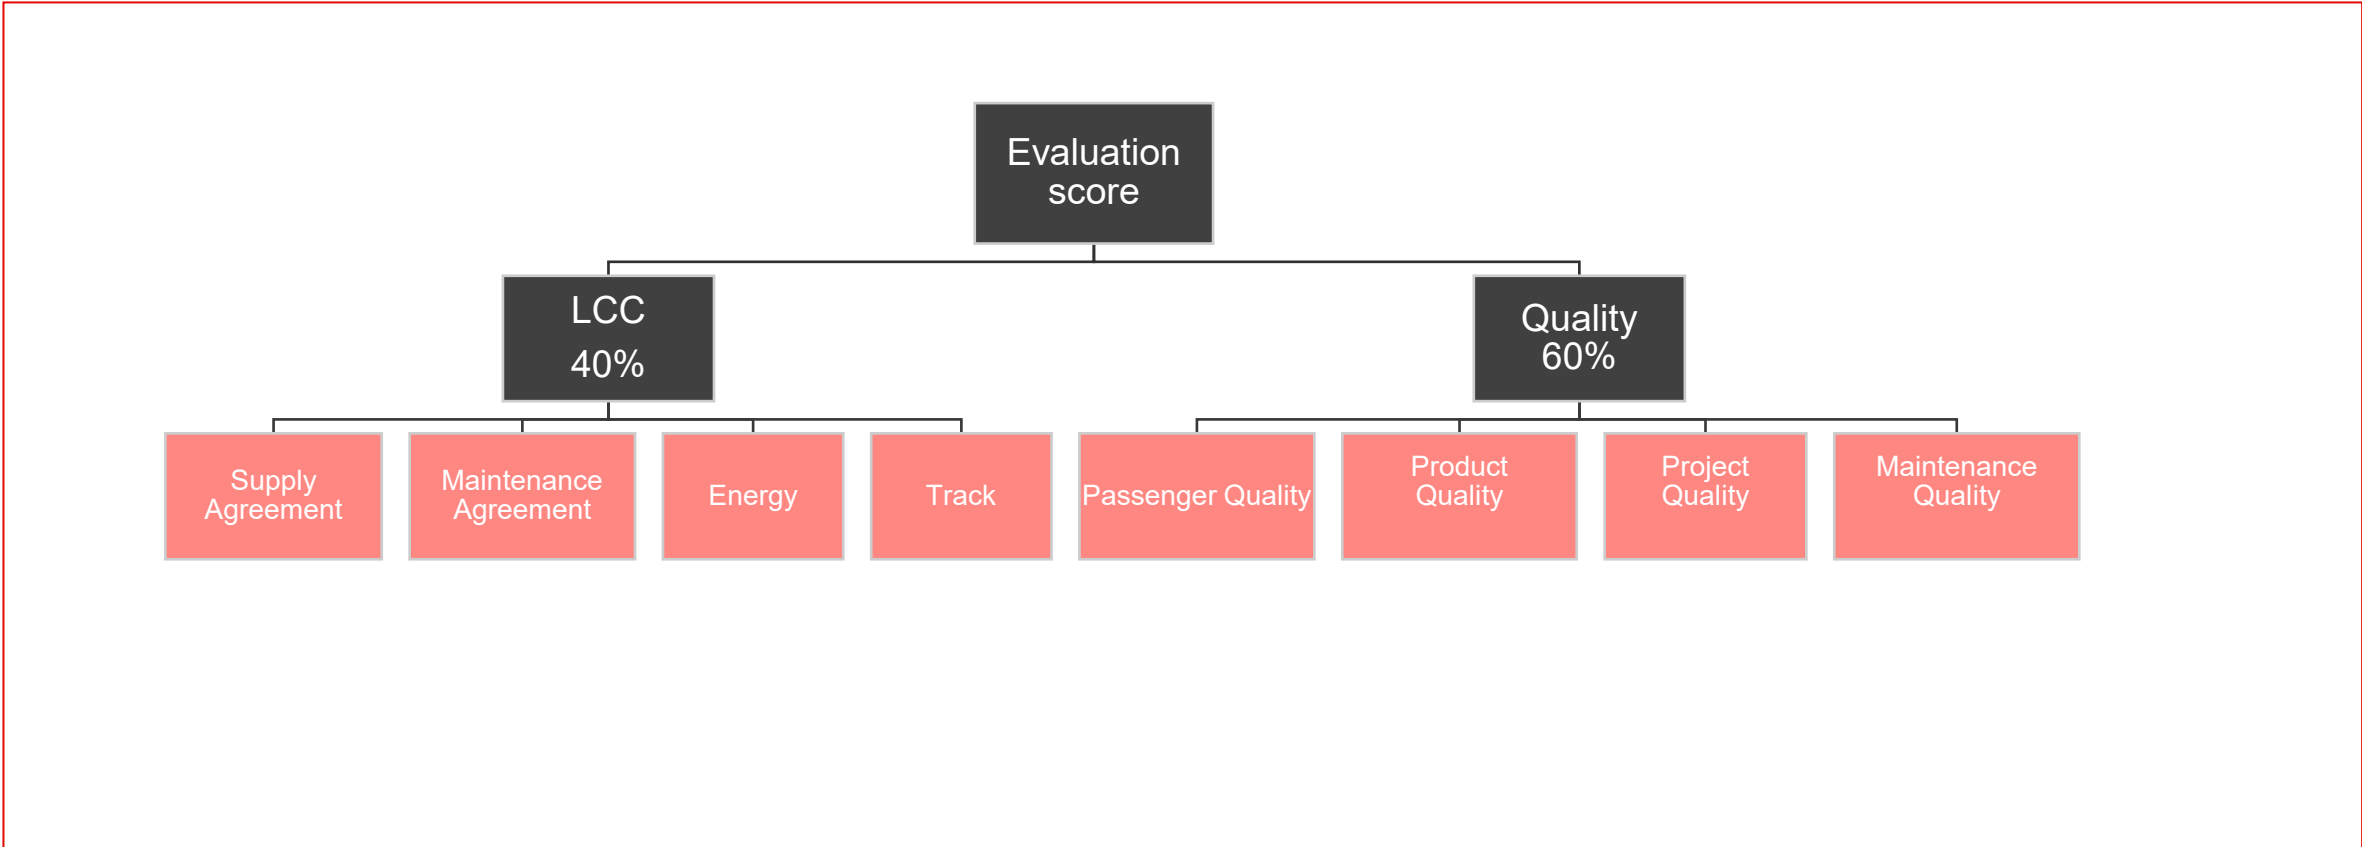 Evaluation
score
LCC
40%
Quality
60%
Supply
Agreement
Maintenance
Agreement
Energy
Track
Passenger Quality
Product
Quality
Project
Quality
Maintenance
Quality